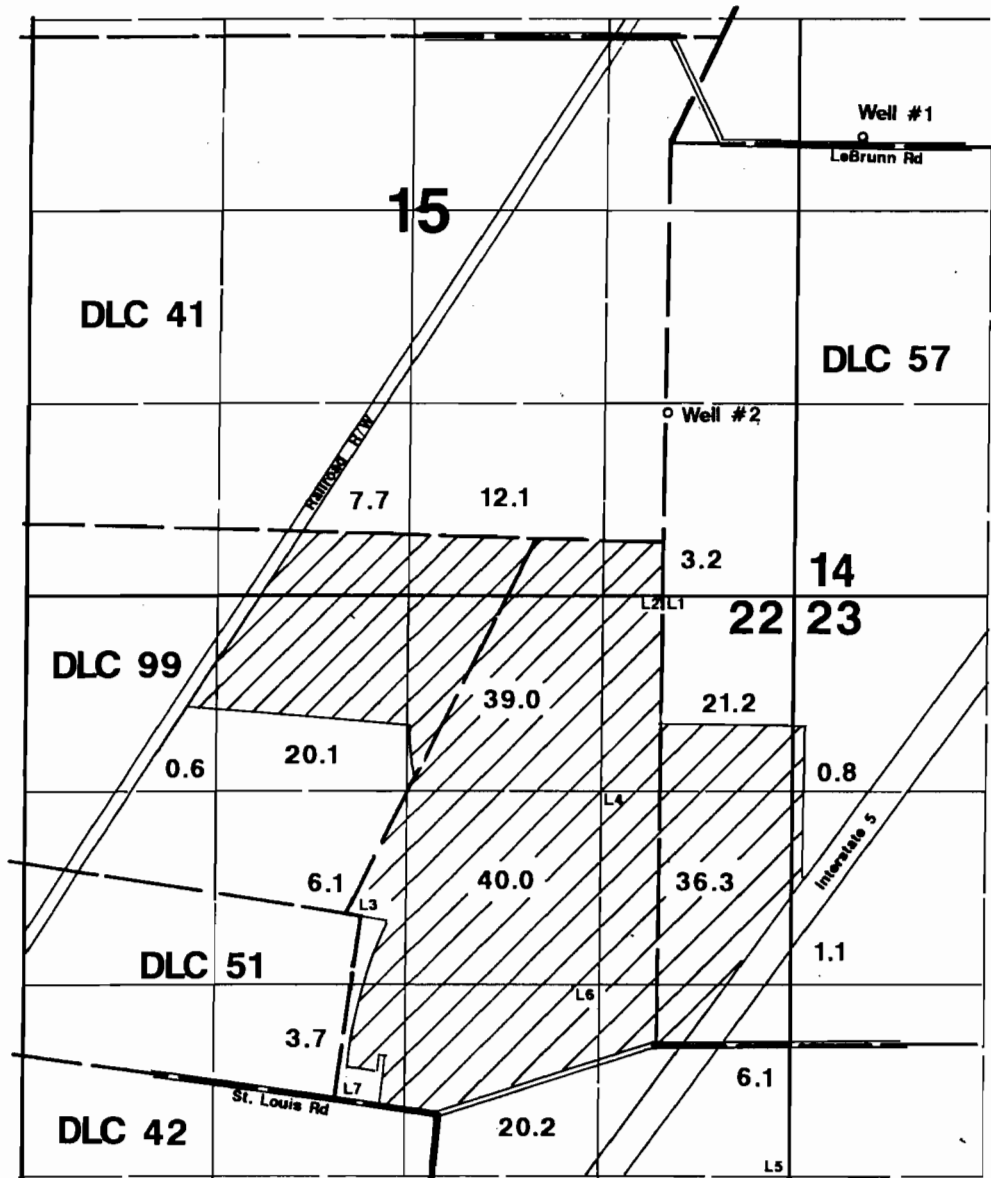 Well #1
LeBrunn Rd
15
DLC 41
DLC 57
Well #2
Railroad R/W
7.7
12.1
3.2
14
L2 L1
22 23
DLC 99
39.0
21.2
0.6
20.1
0.8
L4
Interstate 5
6.1
40.0
36.3
L3
1.1
DLC 51
L6
3.7
6.1
L7
St. Louis Rd
20.2
DLC 42
L5